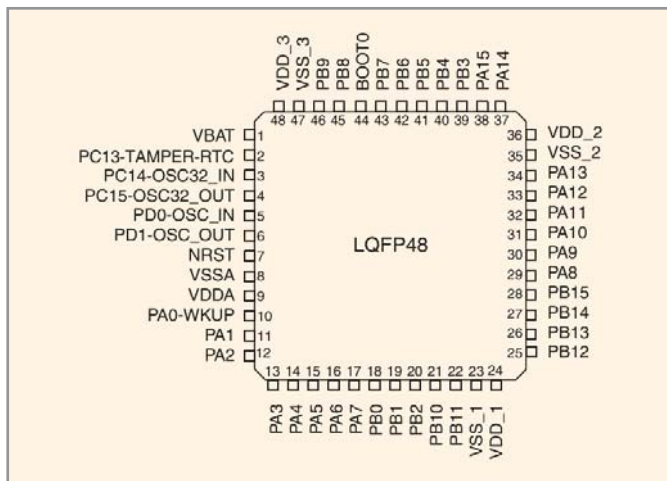 VDD_3
VSS_3
PB9
PB8
BOOT0
PB7
PB6
PB5
PB4
PB3
PA15
PA14
48 47 46 45 44 43 42 41 40 39 38 37
VBAT 1
PC13-TAMPER-RTC 2
PC14-OSC32_IN 3
PC15-OSC32_OUT 4
PD0-OSC_IN 5
PD1-OSC_OUT 6
NRST 7
VSSA 8
VDDA 9
PA0-WKUP 10
PA1 11
PA2 12
LQFP48
36 VDD_2
35 VSS_2
34 PA13
33 PA12
32 PA11
31 PA10
30 PA9
29 PA8
28 PB15
27 PB14
26 PB13
25 PB12
13 14 15 16 17 18 19 20 21 22 23 24
PA3
PA4
PA5
PA6
PA7
PB0
PB1
PB2
PB10
PB11
VSS_1
VDD_1